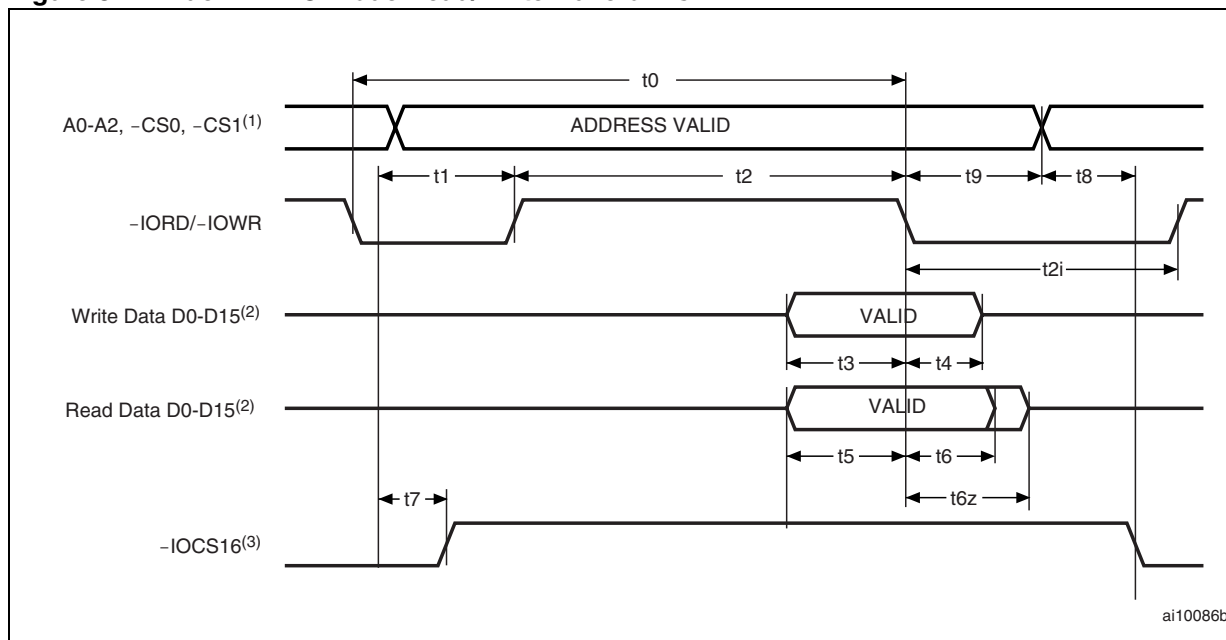 t0
A0-A2, −CS0, −CS1(1)
ADDRESS VALID
t1
t2
t9
t8
−IORD/−IOWR
t2i
Write Data D0-D15(2)
VALID
t3
t4
Read Data D0-D15(2)
VALID
t5
t6
t7
t6z
−IOCS16(3)
ai10086b